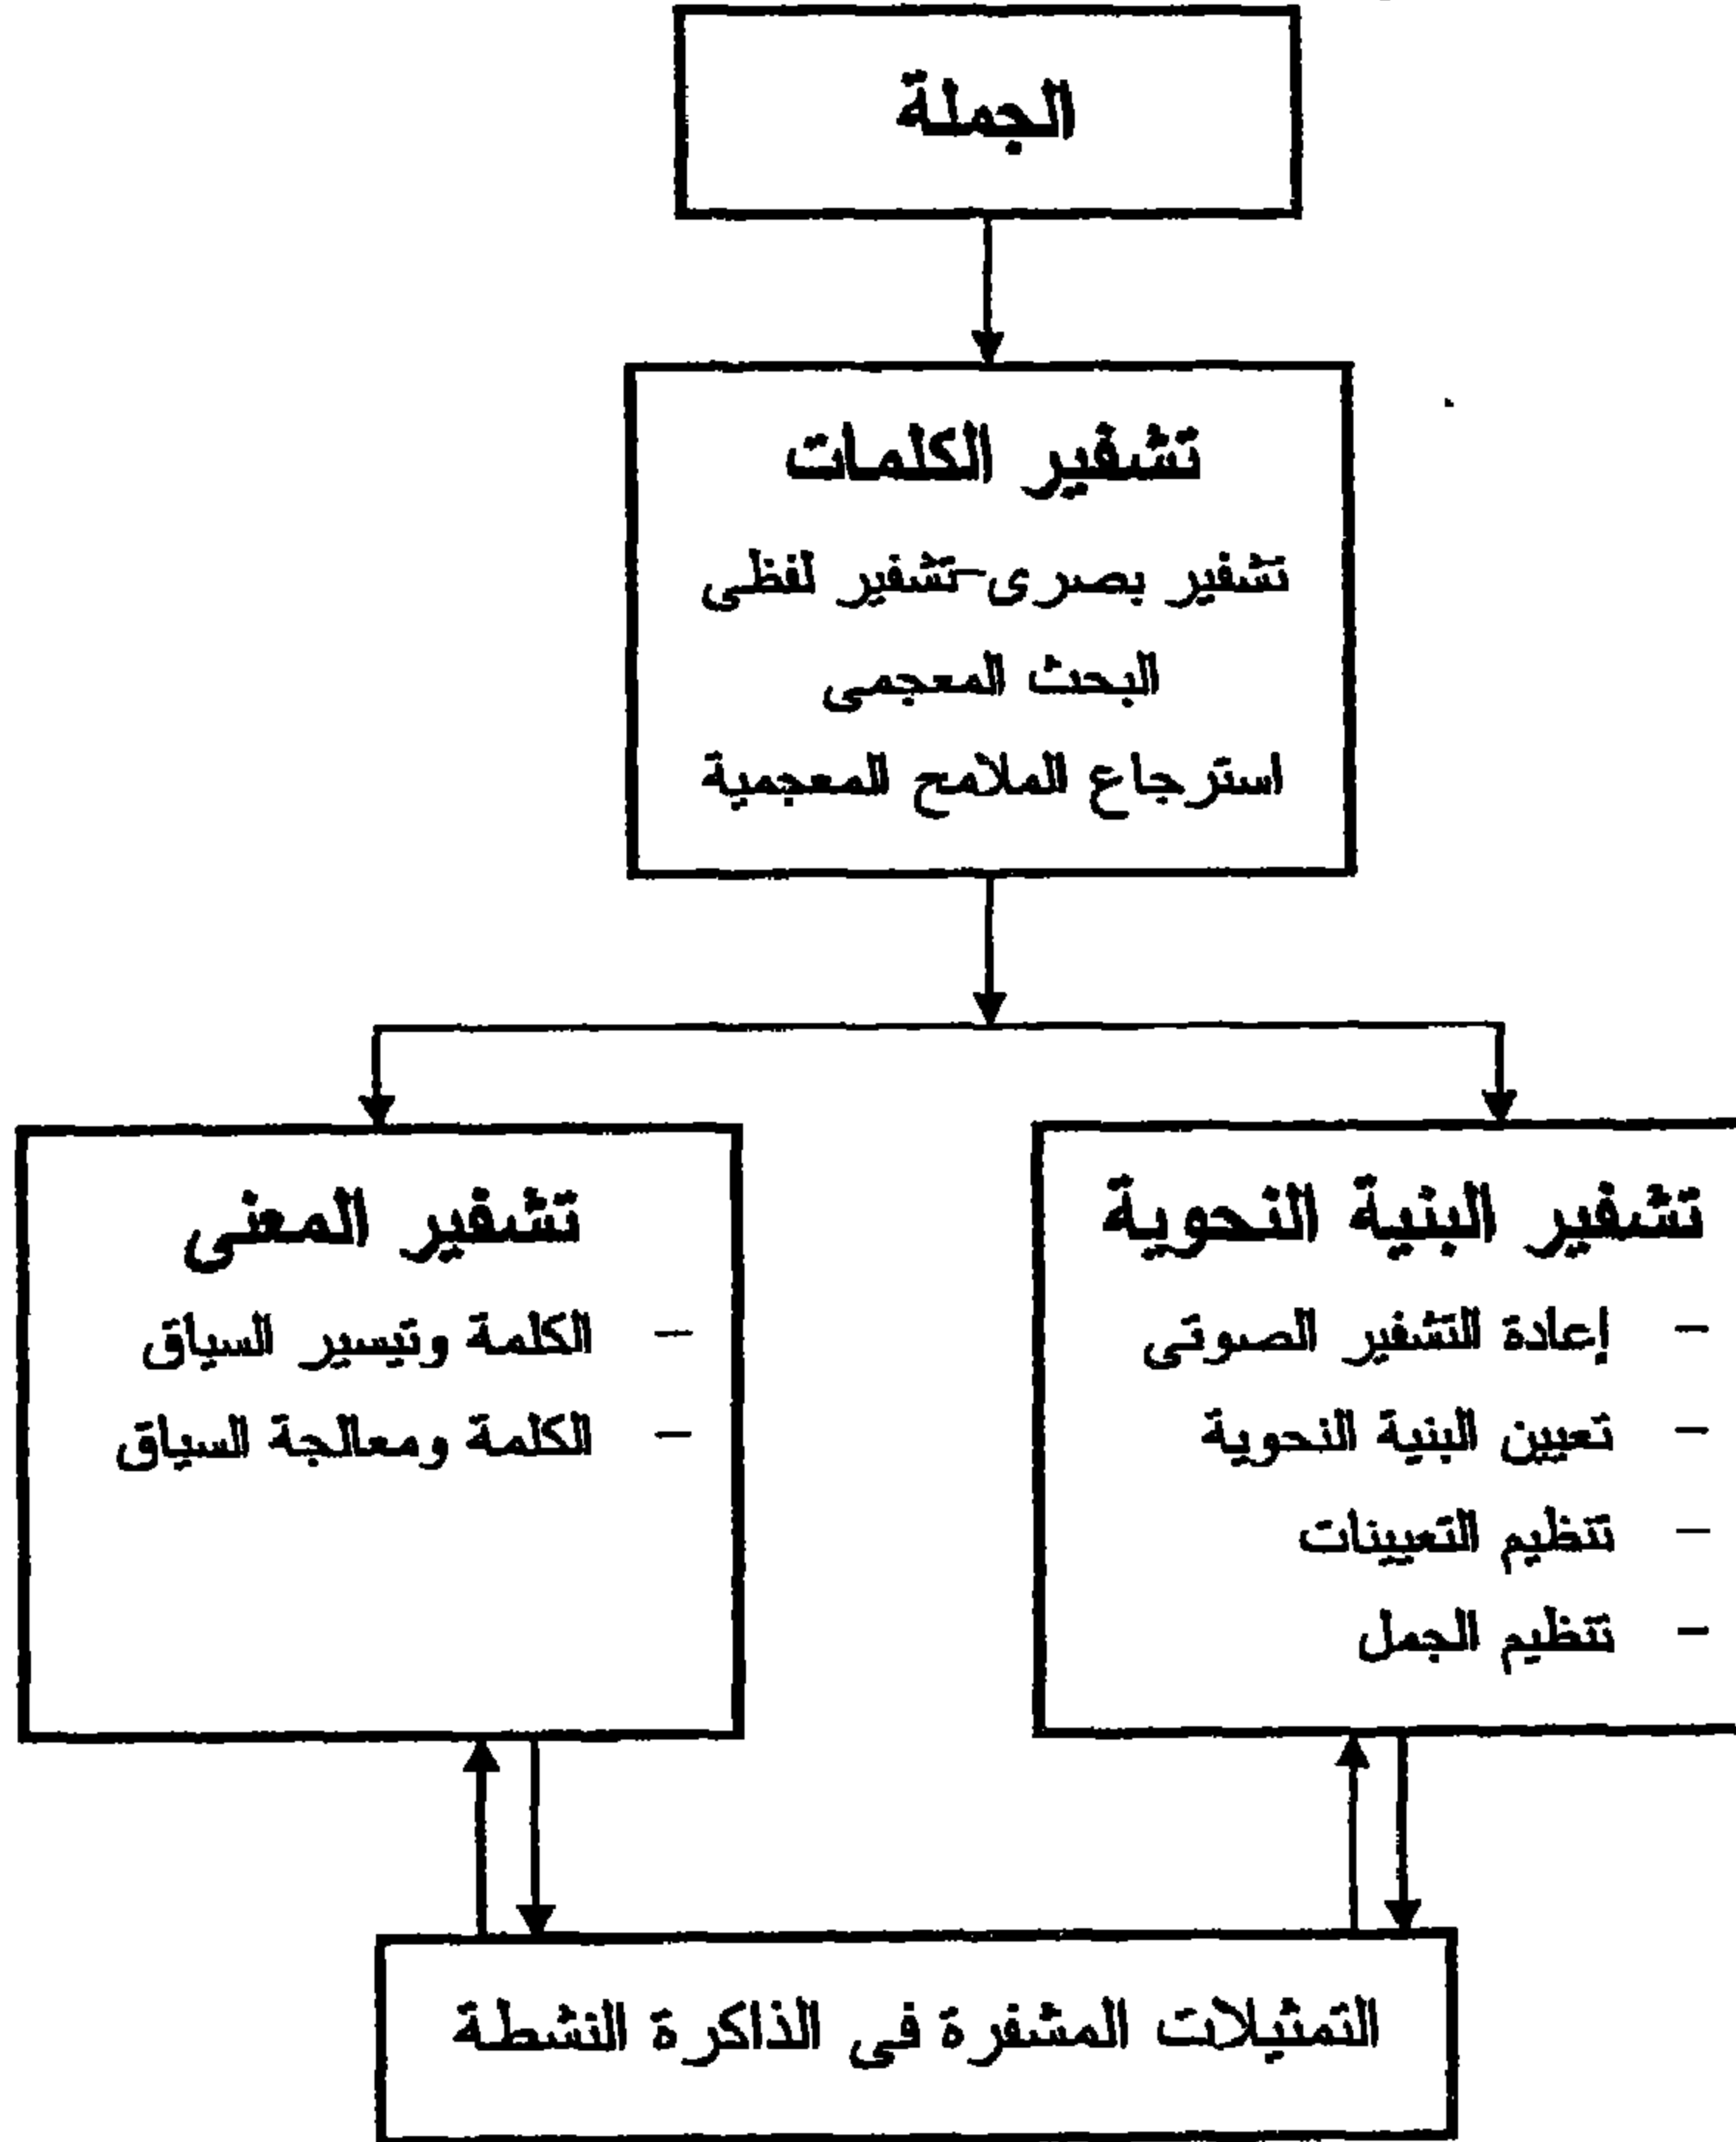 الجملة
تشفير الكلمات
تشفير بصرى-تشفير لفظى
البحث المعجمى
استرجاع الملامح المعجمية
تشفير البنية النحوية
- إعادة التشفير الصوتى
- تعيين البنية النحوية
- تنظيم التعيينات
- تنظيم الجمل
تشفير المعنى
- الكلمة وتيسير السياق
- الكلمة ومعالجة السياق
التمثيلات المشفرة فى الذاكرة النشطة